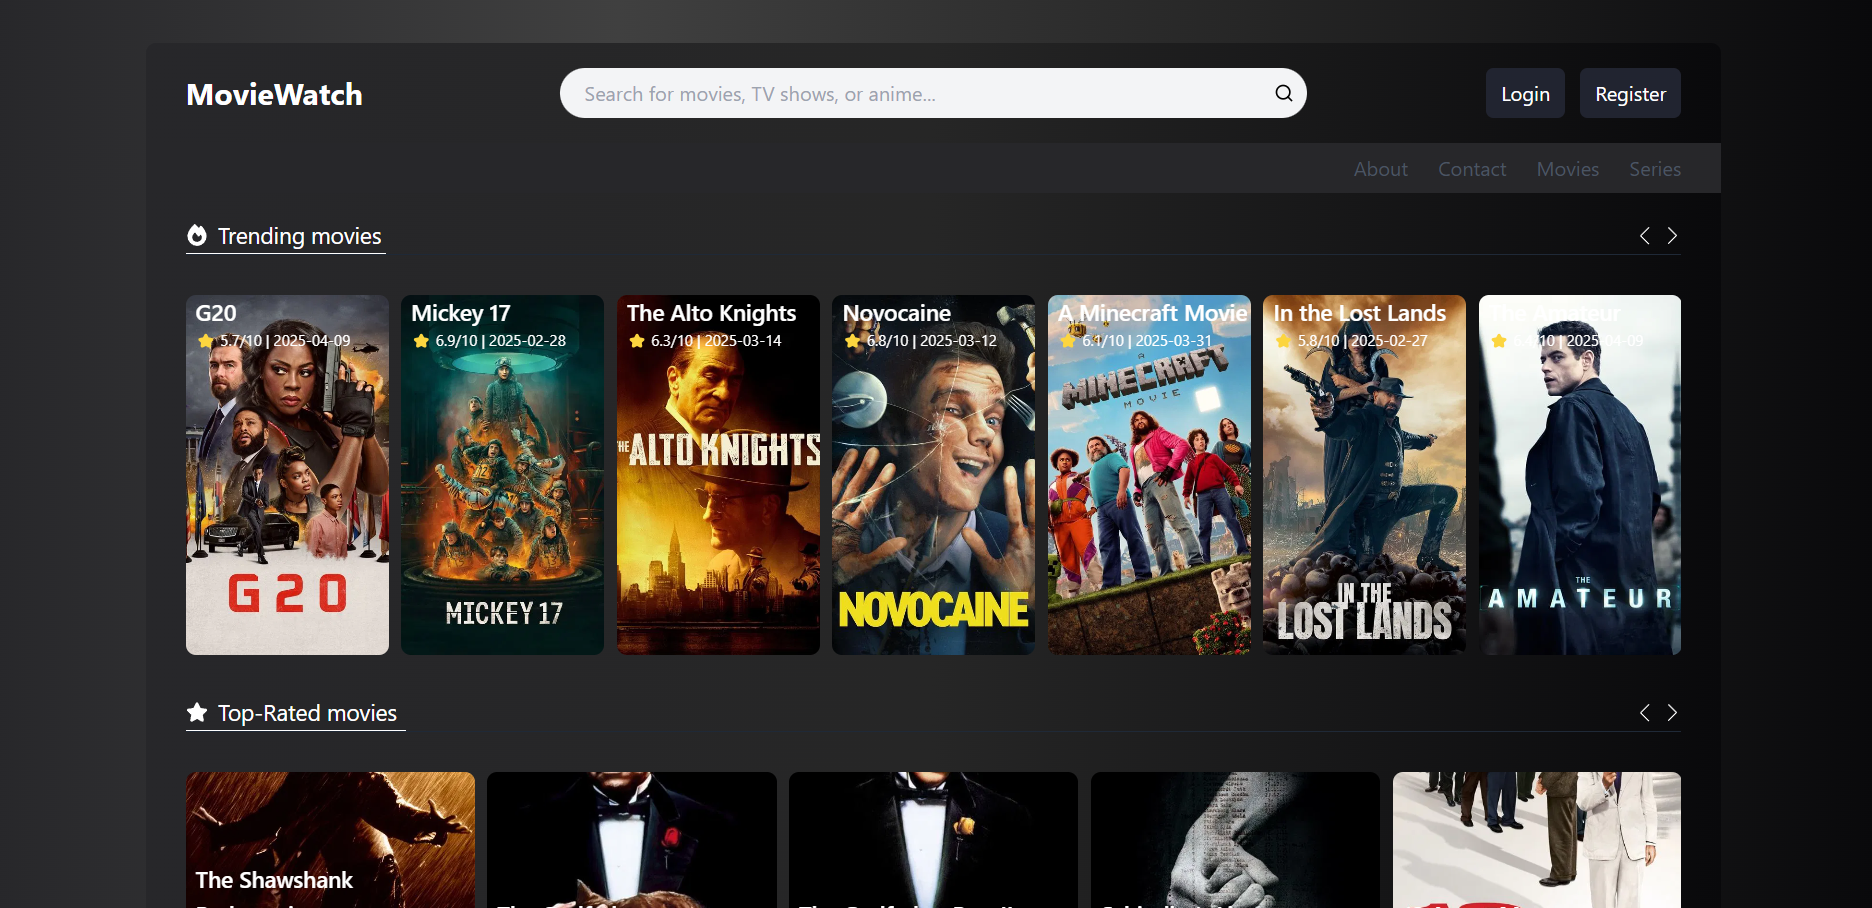 MovieWatch
Search for movies, TV shows, or anime...
Login
Register
About
Contact
Movies
Series
Trending movies
G20
5.7/10 | 2025-04-09
G20
Mickey 17
6.9/10 | 2025-02-28
MICKEY 17
The Alto Knights
6.3/10 | 2025-03-14
THE ALTO KNIGHTS
Novocaine
6.8/10 | 2025-03-12
NOVOCAINE
A Minecraft Movie
6.1/10 | 2025-03-31
A
MINECRAFT
MOVIE
In the Lost Lands
5.8/10 | 2025-02-27
IN THE
LOST LANDS
The Amateur
2025-04-09
THE
AMATEUR
Top-Rated movies
The Shawshank